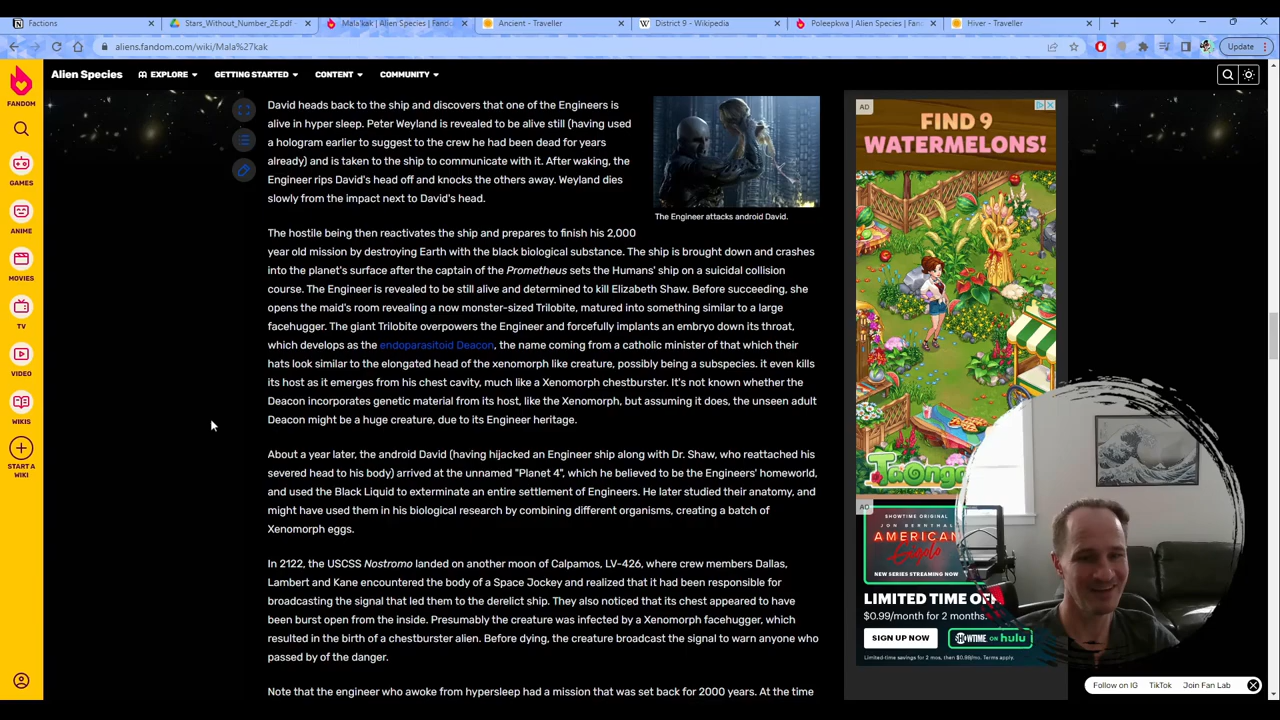 Factions
Stars_Without_Number_2E.pdf -
Mala'kak | Alien Species | Fando
Ancient - Traveller
District 9 - Wikipedia
Poleepkwa | Alien Species | Fan
Hiver - Traveller
aliens.fandom.com/wiki/Mala%27kak
Update
FANDOM
Alien Species
EXPLORE
GETTING STARTED
CONTENT
COMMUNITY
GAMES
ANIME
MOVIES
TV
VIDEO
WIKIS
START A
WIKI
David heads back to the ship and discovers that one of the Engineers is
alive in hyper sleep. Peter Weyland is revealed to be alive still (having used
a hologram earlier to suggest to the crew he had been dead for years
already) and is taken to the ship to communicate with it. After waking, the
Engineer rips David's head off and knocks the others away. Weyland dies
slowly from the impact next to David's head.
The Engineer attacks android David.
The hostile being then reactivates the ship and prepares to finish his 2,000
year old mission by destroying Earth with the black biological substance. The ship is brought down and crashes
into the planet's surface after the captain of the Prometheus sets the Humans' ship on a suicidal collision
course. The Engineer is revealed to be still alive and determined to kill Elizabeth Shaw. Before succeeding, she
opens the maid's room revealing a now monster-sized Trilobite, matured into something similar to a large
facehugger. The giant Trilobite overpowers the Engineer and forcefully implants an embryo down its throat,
which develops as the endoparasitoid Deacon, the name coming from a catholic minister of that which their
hats look similar to the elongated head of the xenomorph like creature, possibly being a subspecies. it even kills
its host as it emerges from his chest cavity, much like a Xenomorph chestburster. It's not known whether the
Deacon incorporates genetic material from its host, like the Xenomorph, but assuming it does, the unseen adult
Deacon might be a huge creature, due to its Engineer heritage.
About a year later, the android David (having hijacked an Engineer ship along with Dr. Shaw, who reattached his
severed head to his body) arrived at the unnamed "Planet 4", which he believed to be the Engineers' homeworld,
and used the Black Liquid to exterminate an entire settlement of Engineers. He later studied their anatomy, and
might have used them in his biological research by combining different organisms, creating a batch of
Xenomorph eggs.
In 2122, the USCSS Nostromo landed on another moon of Calpamos, LV-426, where crew members Dallas,
Lambert and Kane encountered the body of a Space Jockey and realized that it had been responsible for
broadcasting the signal that led them to the derelict ship. They also noticed that its chest appeared to have
been burst open from the inside. Presumably the creature was infected by a Xenomorph facehugger, which
resulted in the birth of a chestburster alien. Before dying, the creature broadcast the signal to warn anyone who
passed by of the danger.
Note that the engineer who awoke from hypersleep had a mission that was set back for 2000 years. At the time
AD
FIND 9
WATERMELONS!
AD
SHOWTIME ORIGINAL
JON BERNTHAL
AMERICAN
Gigolo
NEW SERIES STREAMING NOW
LIMITED TIME OF
$0.99/month for 2 months.
SIGN UP NOW
SHOWTIME ON hulu
Limited-time savings for 2 mos, then $10.99/mo. Terms apply.
Follow on IG
TikTok
Join Fan Lab